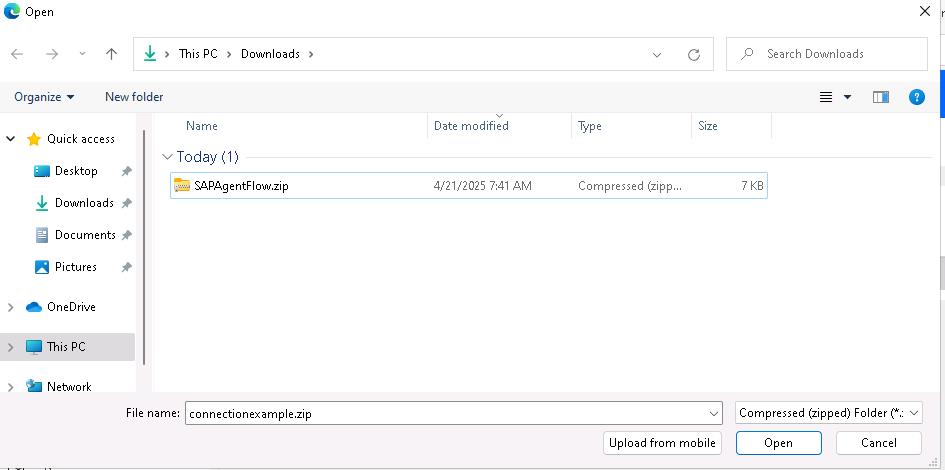 Open
This PC Downloads
Search Downloads
Organize New folder
?
Name Date modified Type Size
Quick access
Today (1)
Desktop
SAPAgentFlow.zip 4/21/2025 7:41 AM Compressed (zipp... 7 KB
Downloads
Documents
Pictures
OneDrive
This PC
Network
File name: connectionexample.zip Compressed (zipped) Folder (*.:
Upload from mobile Open Cancel